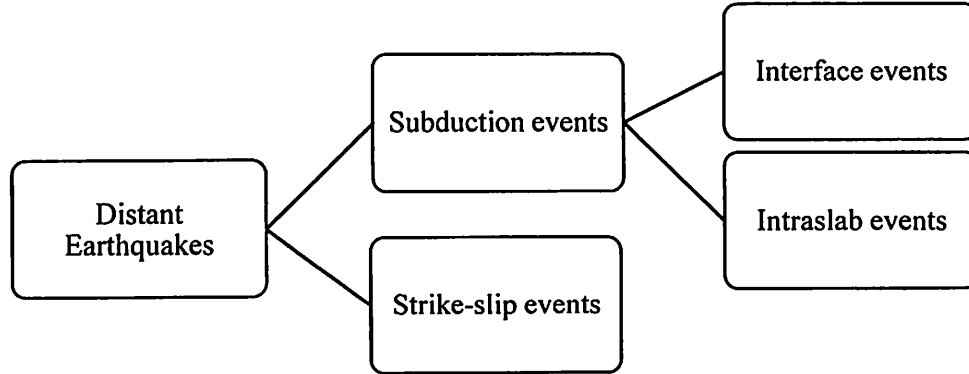 Distant
Earthquakes
Subduction events
Strike-slip events
Interface events
Intraslab events